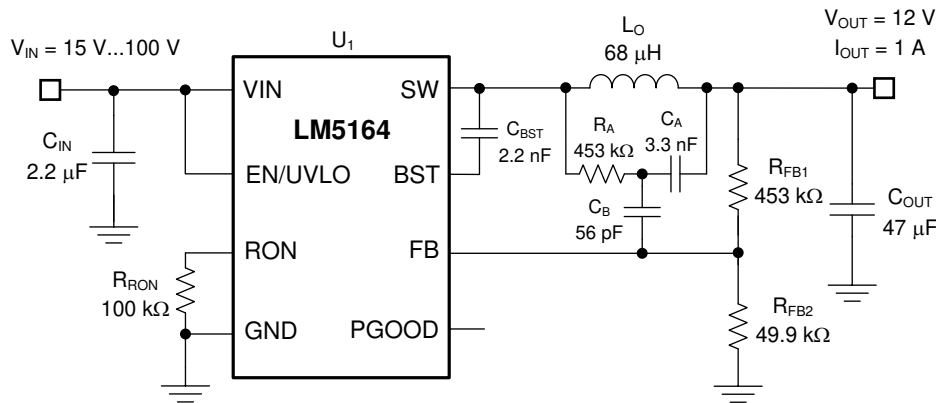 V_IN = 15 V...100 V
U_1
L_O
68 μH
V_OUT = 12 V
I_OUT = 1 A
VIN
SW
LM5164
C_IN
2.2 μF
EN/UVLO
BST
C_BST
2.2 nF
R_A
453 kΩ
C_A
3.3 nF
C_B
56 pF
R_FB1
453 kΩ
C_OUT
47 μF
RON
FB
R_RON
100 kΩ
GND
PGOOD
R_FB2
49.9 kΩ